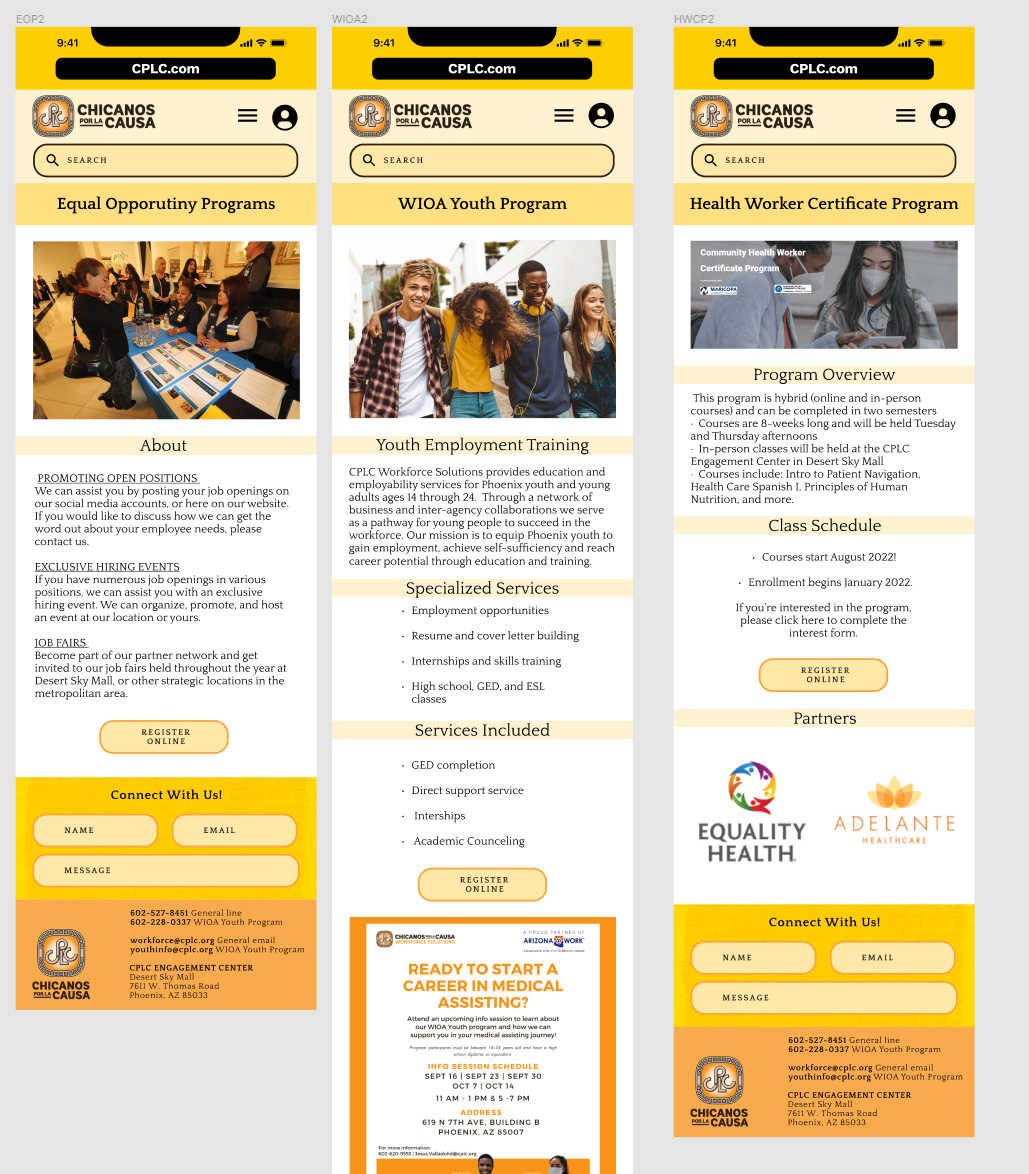 EOP2
9:41
CPLC.com
CHICANOS
POR LA
CAUSA
SEARCH
Equal Opporutiny Programs
About
PROMOTING OPEN POSITIONS
We can assist you by posting your job openings on
our social media accounts, or here on our website.
If you would like to discuss how we can get the
word out about your employee needs, please
contact us.
EXCLUSIVE HIRING EVENTS
If you have numerous job openings in various
positions, we can assist you with an exclusive
hiring event. We can organize, promote, and host
an event at our location or yours.
JOB FAIRS
Become part of our partner network and get
invited to our job fairs held throughout the year at
Desert Sky Mall, or other strategic locations in the
metropolitan area.
REGISTER
ONLINE
Connect With Us!
NAME
EMAIL
MESSAGE
602-527-8451 General line
602-228-0337 WIOA Youth Program
workforce@cplc.org General email
youthinfo@cplc.org WIOA Youth Program
CPLC ENGAGEMENT CENTER
Desert Sky Mall
7611 W. Thomas Road
Phoenix, AZ 85033
CHICANOS
POR LA
CAUSA
WIOA2
9:41
CPLC.com
CHICANOS
POR LA
CAUSA
SEARCH
WIOA Youth Program
Youth Employment Training
CPLC Workforce Solutions provides education and
employability services for Phoenix youth and young
adults ages 14 through 24. Through a network of
business and inter-agency collaborations we serve
as a pathway for young people to succeed in the
workforce. Our mission is to equip Phoenix youth to
gain employment, achieve self-sufficiency and reach
career potential through education and training.
Specialized Services
· Employment opportunities
· Resume and cover letter building
· Internships and skills training
· High school, GED, and ESL
classes
Services Included
· GED completion
· Direct support service
· Interships
· Academic Counceling
REGISTER
ONLINE
CHICANOS POR LA CAUSA
WORKFORCE SOLUTIONS
A PROUD PARTNER OF
ARIZONA@WORK
READY TO START A
CAREER IN MEDICAL
ASSISTING?
Attend an upcoming info session to learn about
our WIOA Youth program and how we can
support you in your medical assisting journey!
Program participants must be between 18-24 years old and have a high
school diploma or equivalent
INFO SESSION SCHEDULE
SEPT 16 | SEPT 23 | SEPT 30
OCT 7 | OCT 14
11 AM - 1 PM & 5 -7 PM
ADDRESS
619 N 7TH AVE, BUILDING B
PHOENIX, AZ 85007
For more information:
602-620-9553 | Jesus.Valladolid@cplc.org
HWCP2
9:41
CPLC.com
CHICANOS
POR LA
CAUSA
SEARCH
Health Worker Certificate Program
Community Health Worker
Certificate Program
MARICOPA
Program Overview
This program is hybrid (online and in-person
courses) and can be completed in two semesters
· Courses are 8-weeks long and will be held Tuesday
and Thursday afternoons
· In-person classes will be held at the CPLC
Engagement Center in Desert Sky Mall
· Courses include: Intro to Patient Navigation,
Health Care Spanish I, Principles of Human
Nutrition, and more.
Class Schedule
· Courses start August 2022!
· Enrollment begins January 2022.
If you're interested in the program,
please click here to complete the
interest form.
REGISTER
ONLINE
Partners
EQUALITY
HEALTH
ADELANTE
HEALTHCARE
Connect With Us!
NAME
EMAIL
MESSAGE
602-527-8451 General line
602-228-0337 WIOA Youth Program
workforce@cplc.org General email
youthinfo@cplc.org WIOA Youth Program
CPLC ENGAGEMENT CENTER
Desert Sky Mall
7611 W. Thomas Road
Phoenix, AZ 85033
CHICANOS
POR LA
CAUSA